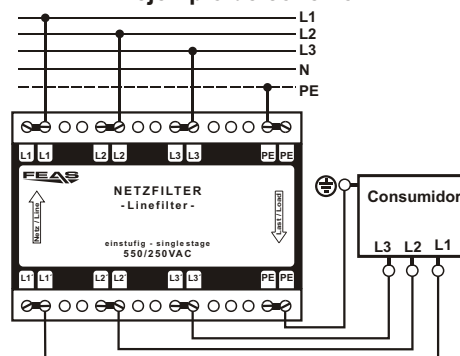 L1
L2
L3
N
PE
L1 L1 L2 L2 L3 L3 PE PE
FEAS
NETZFILTER
-Linefilter-
Netz / Line
Last / Load
einstufig - single stage
550/250VAC
L1' L1' L2' L2' L3' L3' PE PE
Consumidor
L3 L2 L1